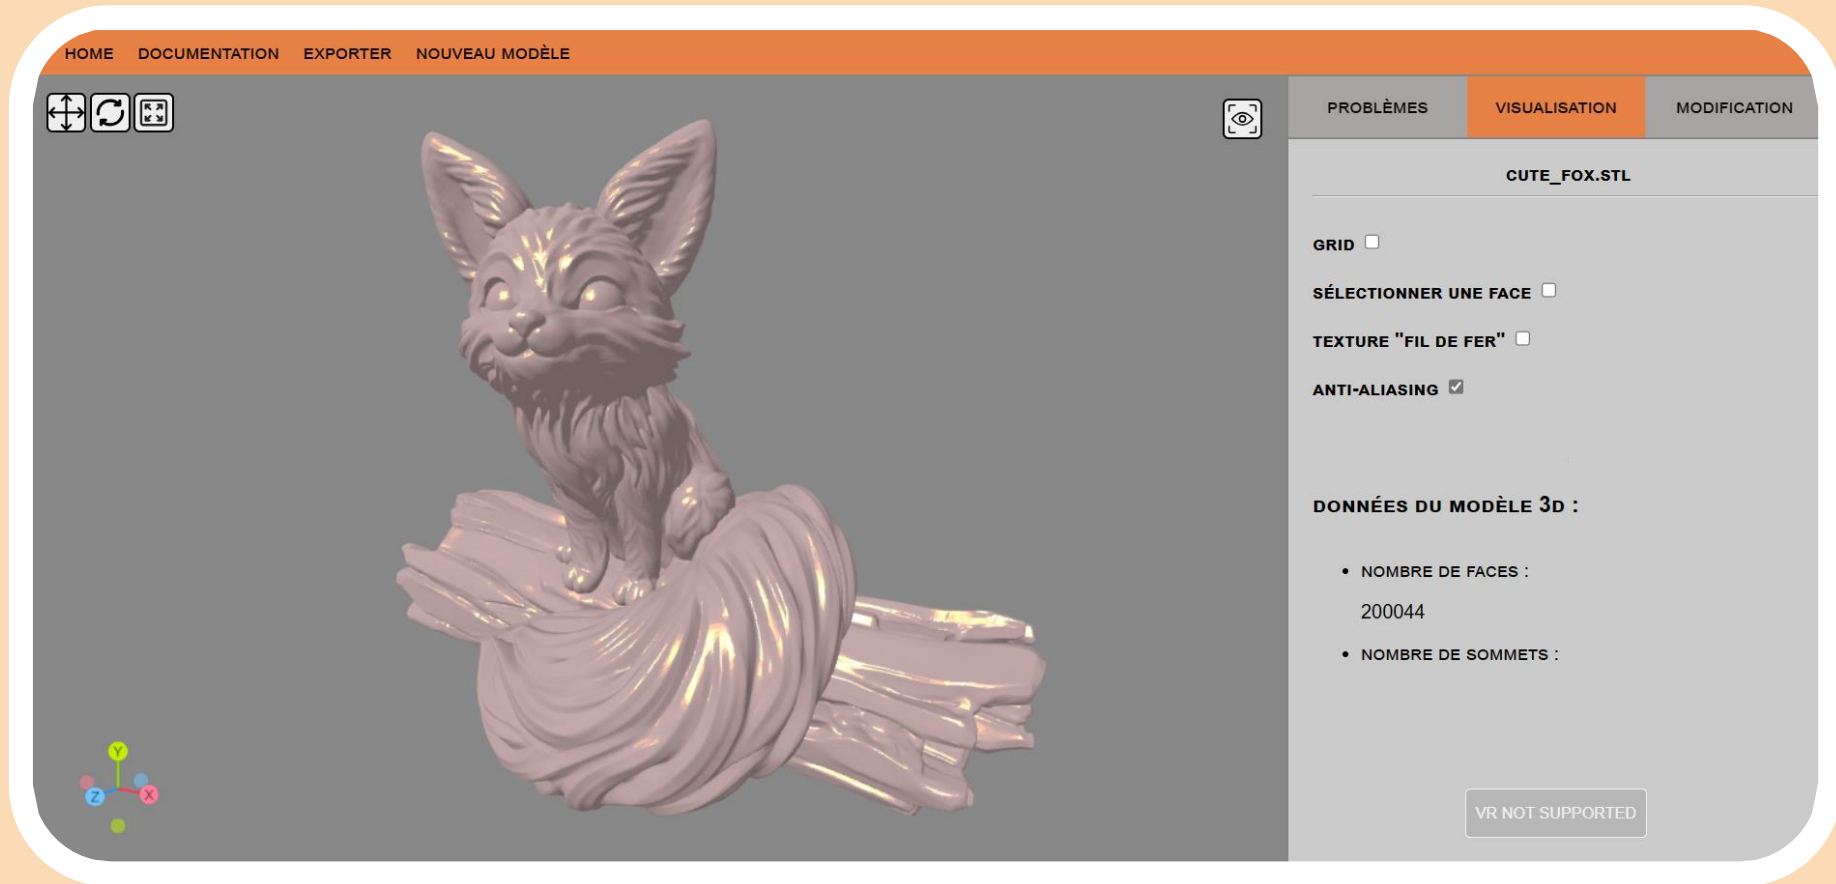 HOME DOCUMENTATION EXPORTER NOUVEAU MODÈLE
PROBLÈMES VISUALISATION MODIFICATION
CUTE_FOX.STL
GRID
SÉLECTIONNER UNE FACE
TEXTURE "FIL DE FER"
ANTI-ALIASING
DONNÉES DU MODÈLE 3D :
• NOMBRE DE FACES :
200044
• NOMBRE DE SOMMETS :
Y
Z X
VR NOT SUPPORTED